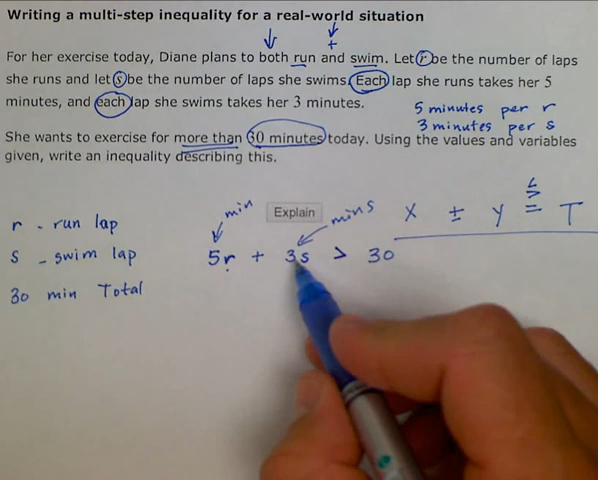 Writing a multi-step inequality for a real-world situation
+
For her exercise today, Diane plans to both run and swim. Let r be the number of laps
she runs and let s be the number of laps she swims. Each lap she runs takes her 5
minutes, and each lap she swims takes her 3 minutes.
5 minutes per r
3 minutes per s
She wants to exercise for more than 30 minutes today. Using the values and variables
given, write an inequality describing this.
min
Explain
mins
X ± Y < > = T
r - run lap
s - swim lap
5r + 3s > 30
30 min Total